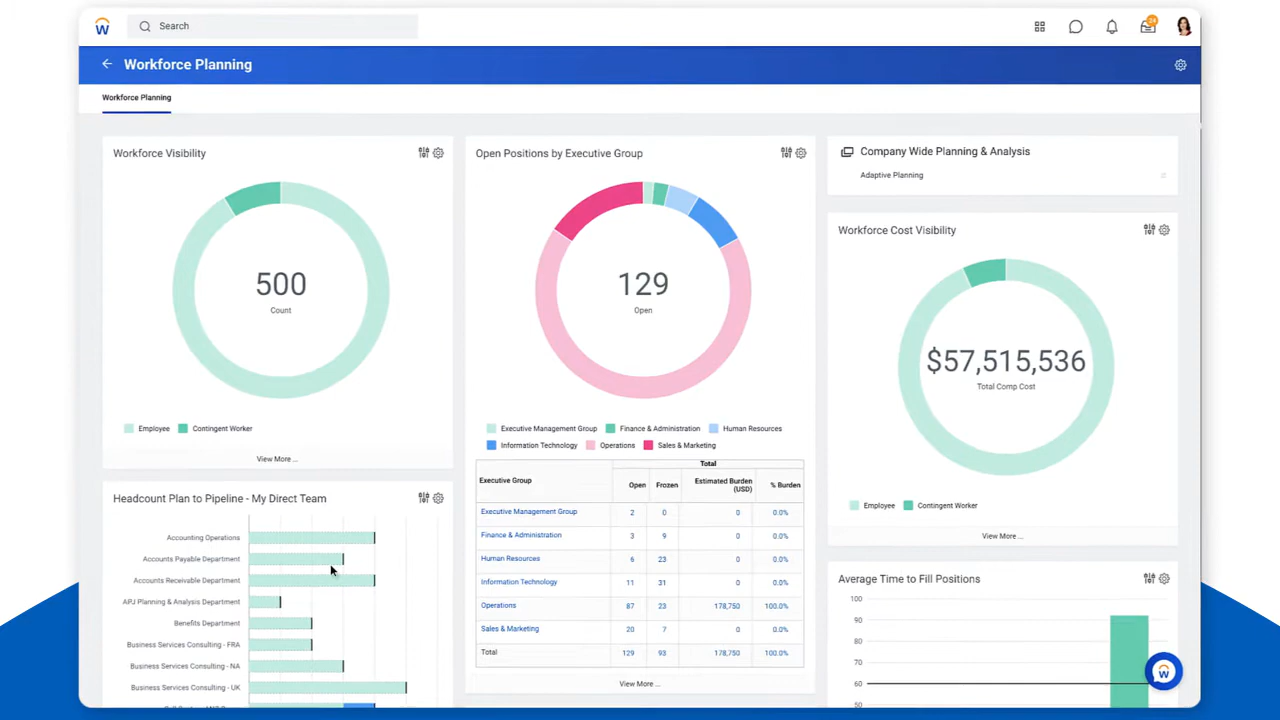 Search
24
Workforce Planning
Workforce Planning
Workforce Visibility
500
Count
Employee Contingent Worker
View More ...
Headcount Plan to Pipeline - My Direct Team
Accounting Operations
Accounts Payable Department
Accounts Receivable Department
APJ Planning & Analysis Department
Benefits Department
Business Services Consulting - FRA
Business Services Consulting - NA
Business Services Consulting - UK
Open Positions by Executive Group
129
Open
Executive Management Group Finance & Administration Human Resources
Information Technology Operations Sales & Marketing
Total
Executive Group Open Frozen Estimated Burden (USD) % Burden
Executive Management Group 2 0 0 0.0%
Finance & Administration 3 9 0 0.0%
Human Resources 6 23 0 0.0%
Information Technology 11 31 0 0.0%
Operations 87 23 178,750 100.0%
Sales & Marketing 20 7 0 0.0%
Total 129 93 178,750 100.0%
View More ...
Company Wide Planning & Analysis
Adaptive Planning
Workforce Cost Visibility
$57,515,536
Total Comp Cost
Employee Contingent Worker
View More ...
Average Time to Fill Positions
100
90
80
70
60
50